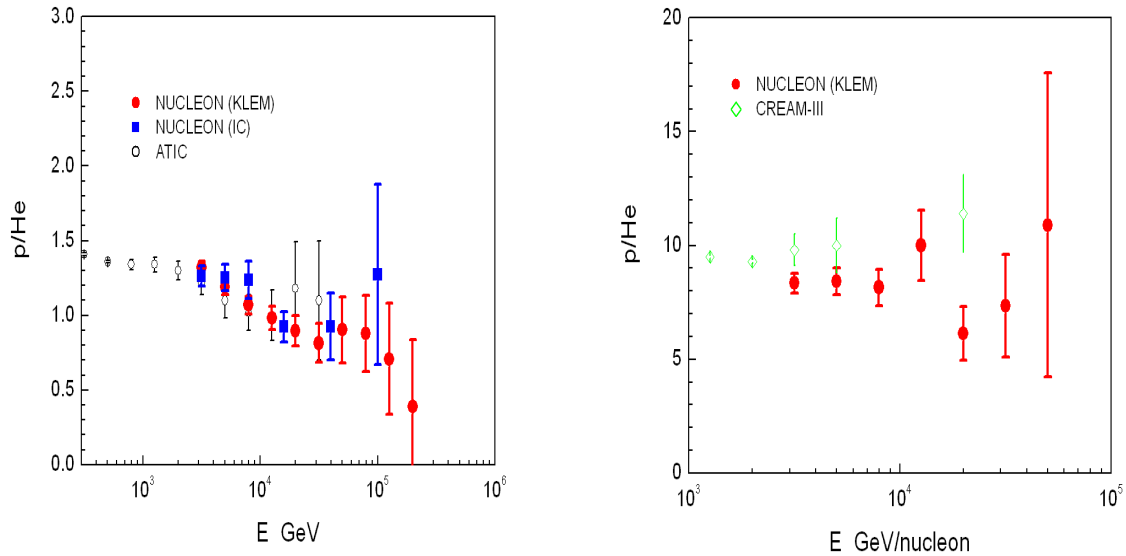 3.0
2.5
2.0
1.5
1.0
0.5
0.0
p/He
NUCLEON (KLEM)
NUCLEON (IC)
ATIC
10^3
10^4
10^5
10^6
E GeV
20
15
10
5
0
p/He
NUCLEON (KLEM)
CREAM-III
10^3
10^4
10^5
E GeV/nucleon